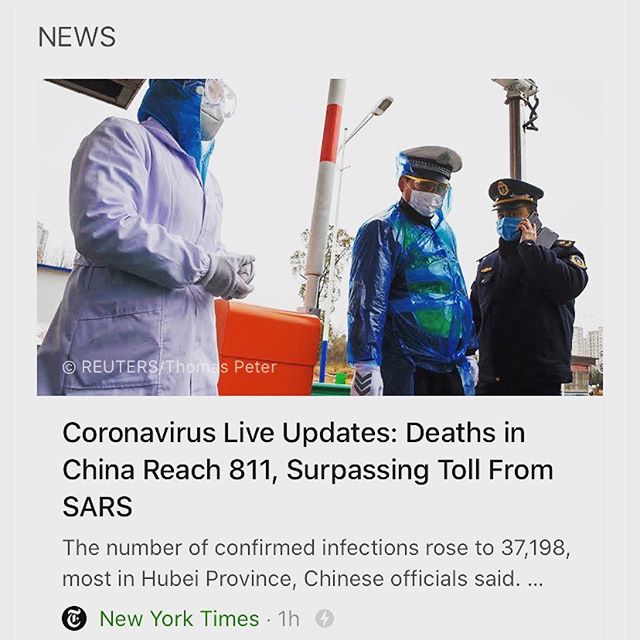 NEWS
© REUTERS/Thomas Peter
Coronavirus Live Updates: Deaths in
China Reach 811, Surpassing Toll From
SARS
The number of confirmed infections rose to 37,198,
most in Hubei Province, Chinese officials said. ...
New York Times · 1h